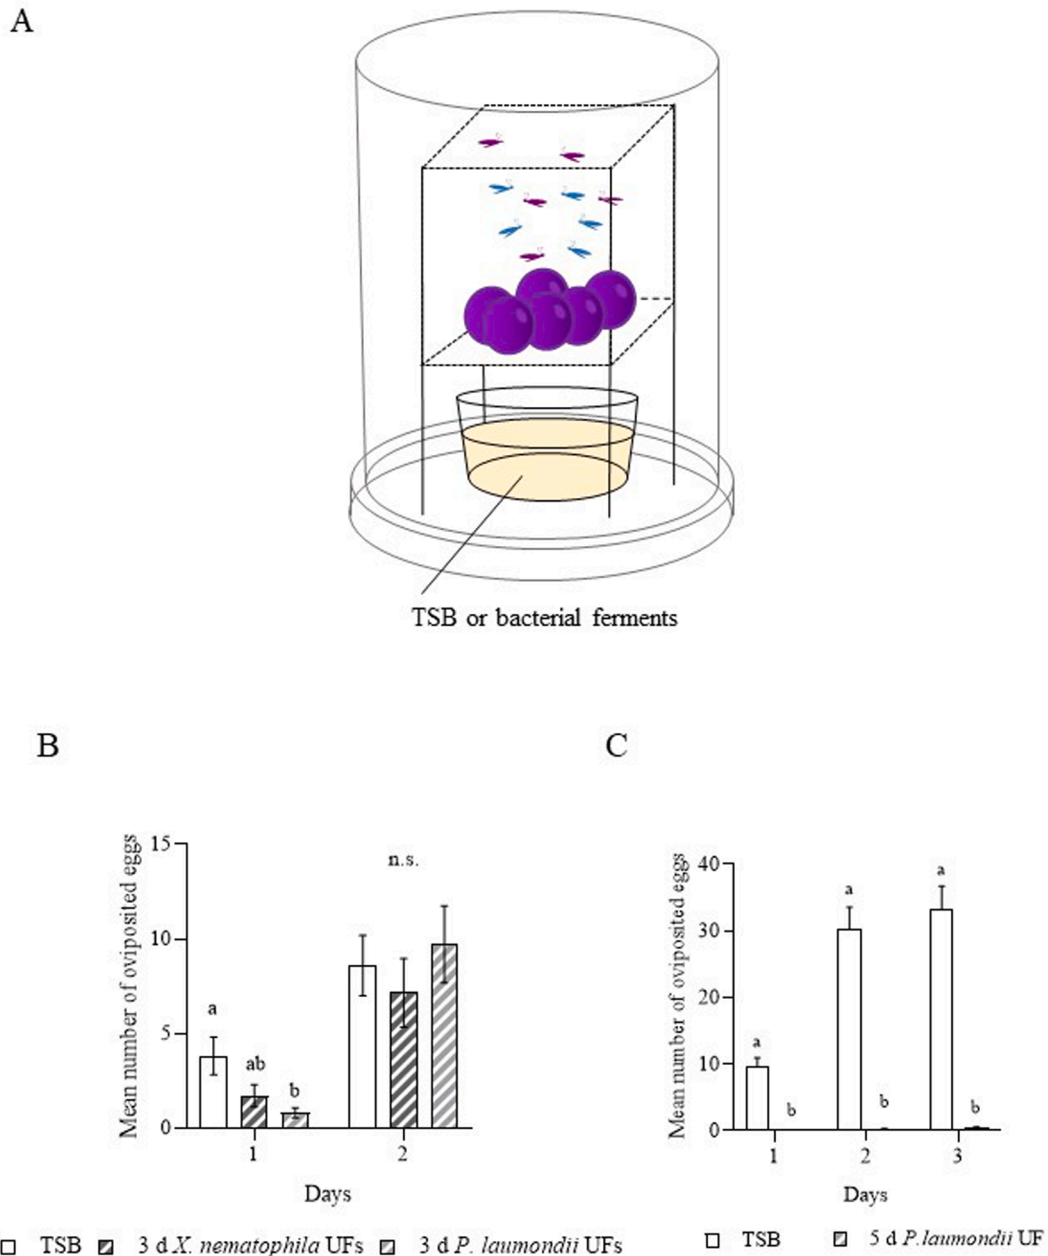 A
TSB or bacterial ferments
B
Mean number of oviposited eggs
15
10
5
0
a
ab
b
n.s.
1
2
Days
TSB 3 d X. nematophila UFs 3 d P. laumondii UFs
C
Mean number of oviposited eggs
40
30
20
10
0
a
b
a
b
a
b
1
2
3
Days
TSB 5 d P.laumondii UF